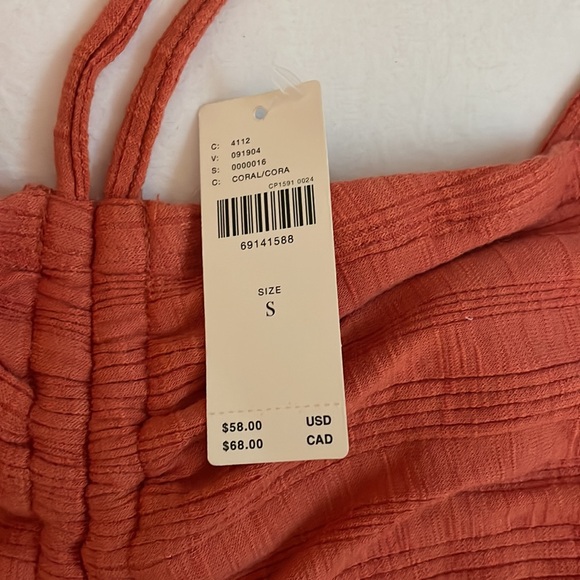 C: 4112
V: 091904
S: 0000016
C: CORAL/CORA
CP1591 0024
69141588
SIZE
S
$58.00 USD
$68.00 CAD